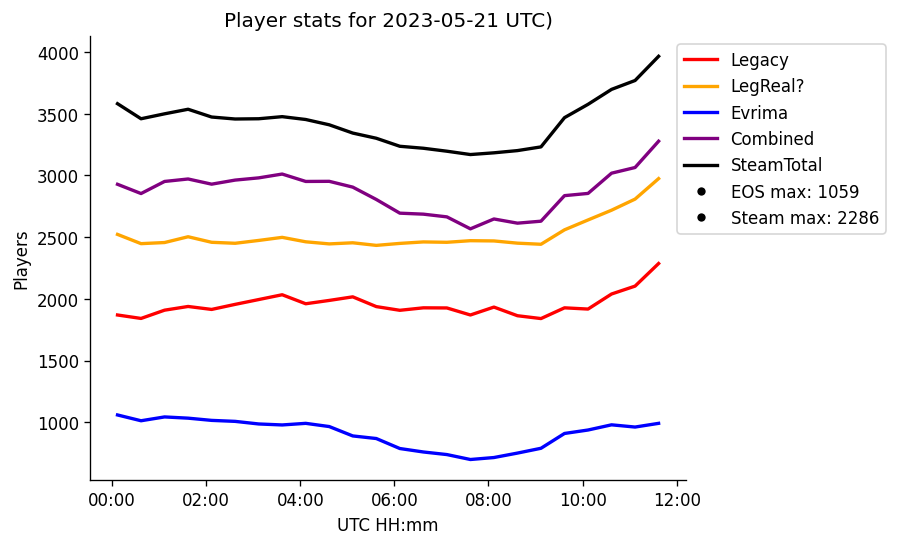 Player stats for 2023-05-21 UTC)
Players
4000
3500
3000
2500
2000
1500
1000
00:00 02:00 04:00 06:00 08:00 10:00 12:00
UTC HH:mm
Legacy
LegReal?
Evrima
Combined
SteamTotal
EOS max: 1059
Steam max: 2286